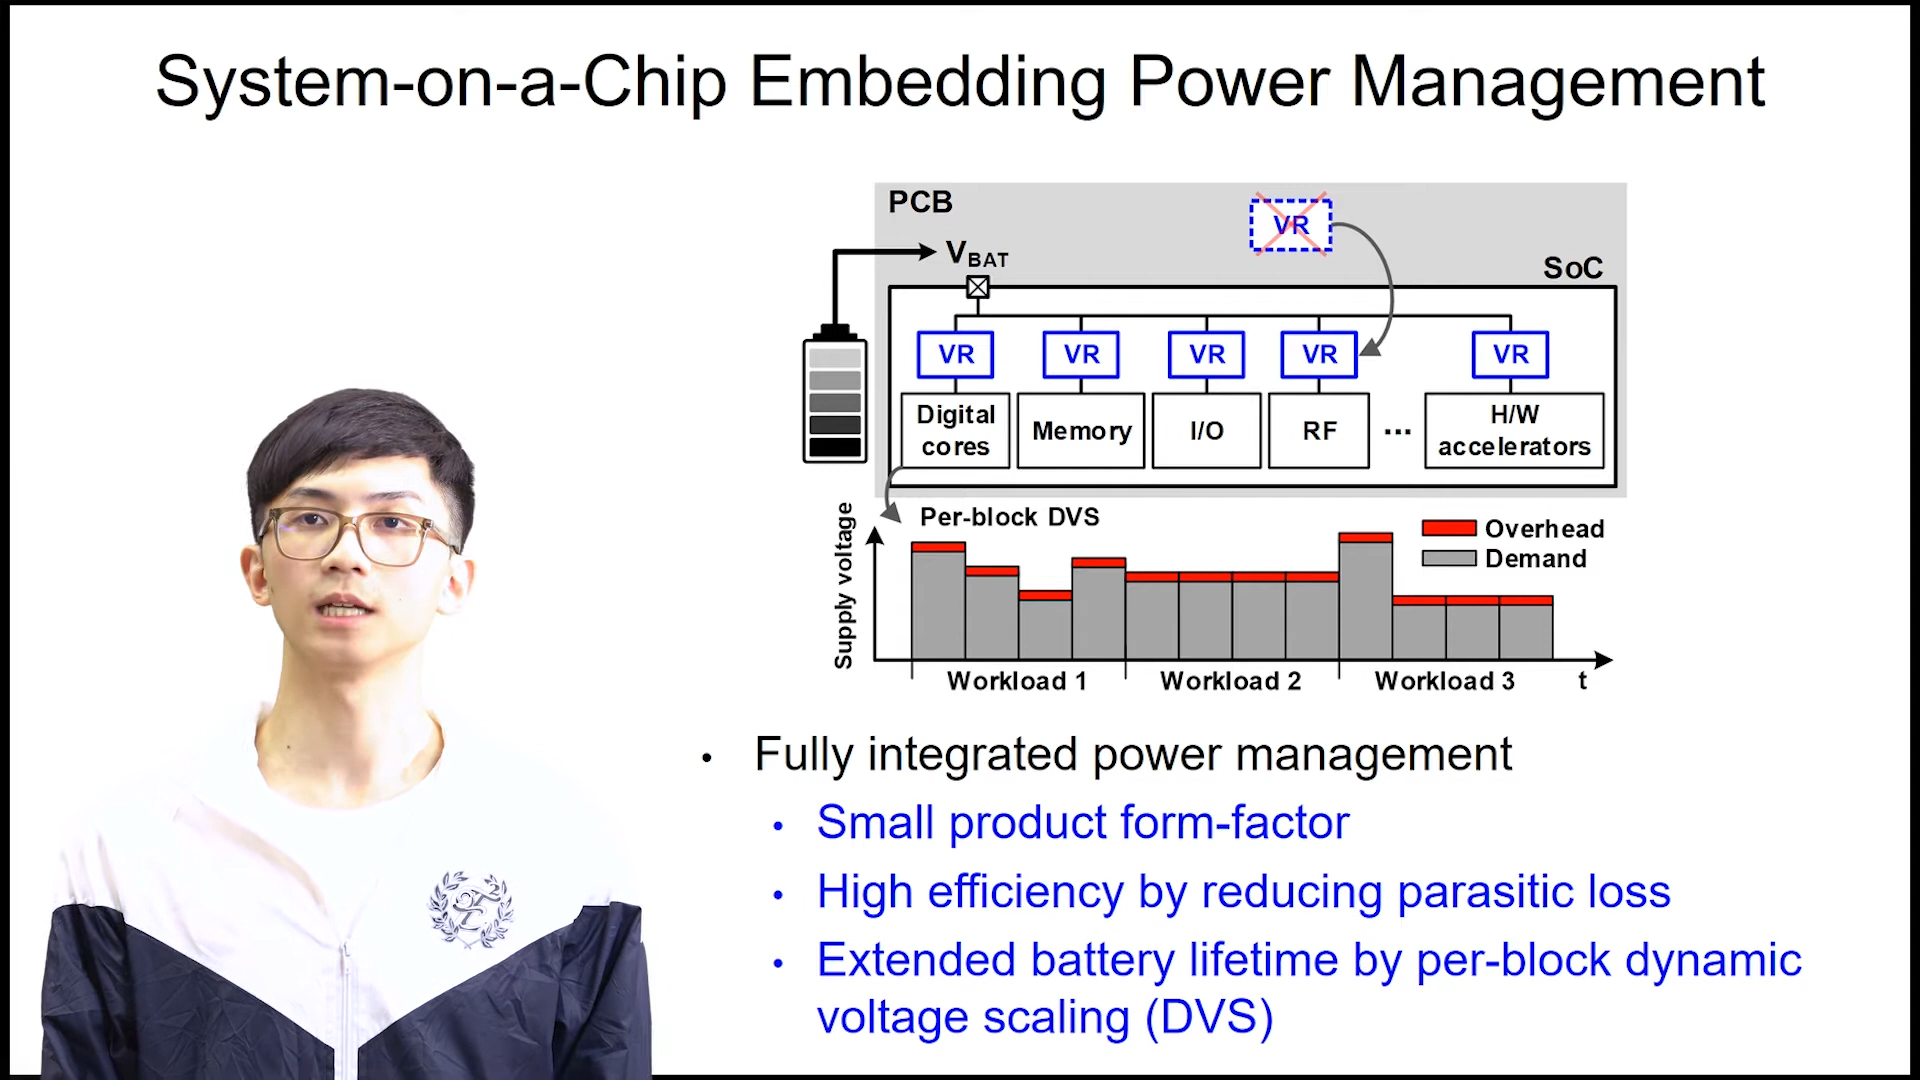 System-on-a-Chip Embedding Power Management
PCB
VR
VBAT
SoC
VR VR VR VR VR
Digital cores
Memory
I/O
RF
...
H/W accelerators
Per-block DVS
Supply voltage
Overhead
Demand
Workload 1
Workload 2
Workload 3
t
• Fully integrated power management
• Small product form-factor
• High efficiency by reducing parasitic loss
• Extended battery lifetime by per-block dynamic
voltage scaling (DVS)